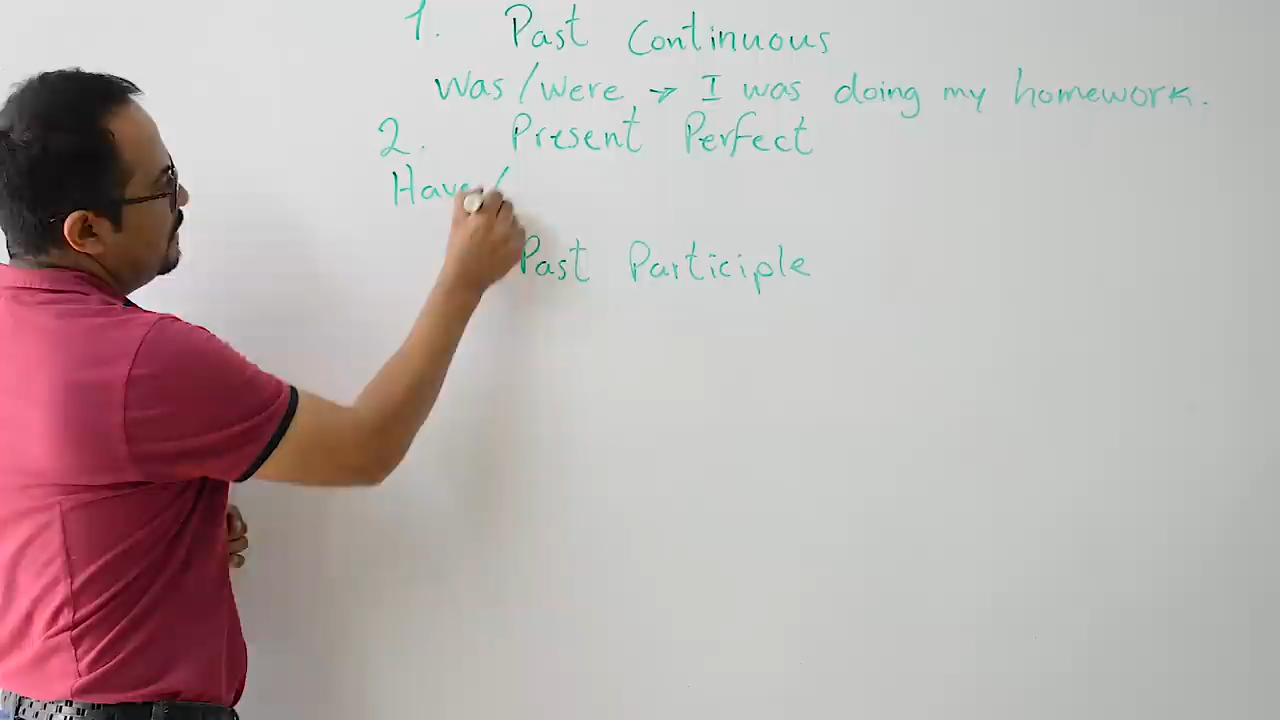 1. Past Continuous
Was/were → I was doing my homework.
2. Present Perfect
Have/
Past Participle